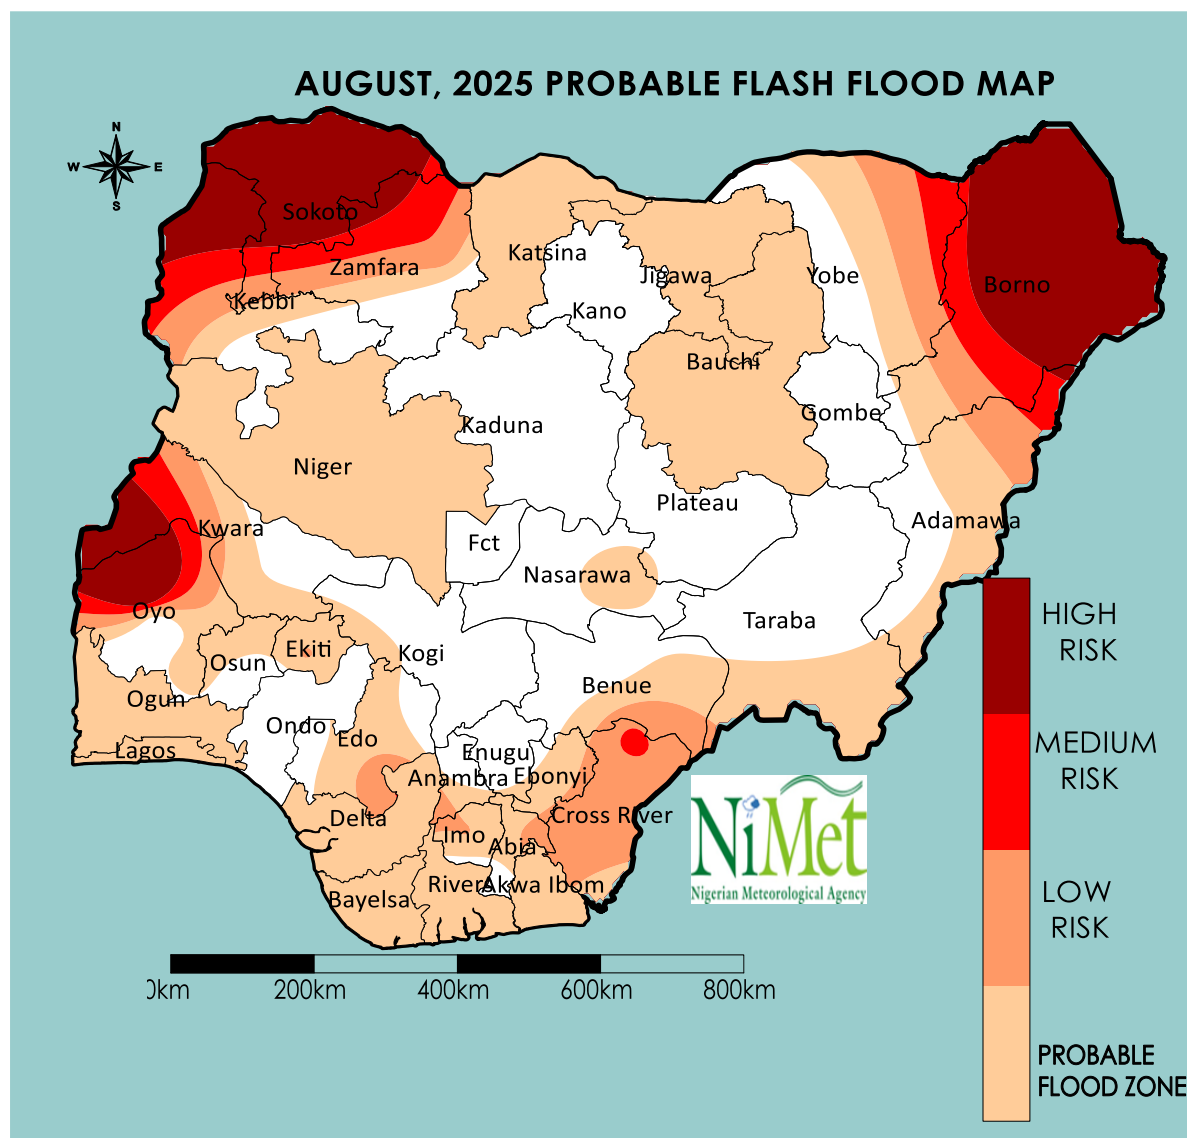 AUGUST, 2025 PROBABLE FLASH FLOOD MAP
N
W E
S
Sokoto
Katsina
Zamfara
Jigawa
Yobe
Borno
Kebbi
Kano
Bauchi
Gombe
Kaduna
Niger
Plateau
Adamawa
Kwara
Fct
Nasarawa
Oyo
Taraba
Ekiti
Kogi
Osun
Benue
Ogun
Ondo
Edo
Lagos
Enugu
Anambra
Ebonyi
Delta
Cross River
Imo
Abia
Rivers
Akwa Ibom
Bayelsa
HIGH
RISK
MEDIUM
RISK
LOW
RISK
PROBABLE
FLOOD ZONE
NiMet
Nigerian Meteorological Agency
0km 200km 400km 600km 800km